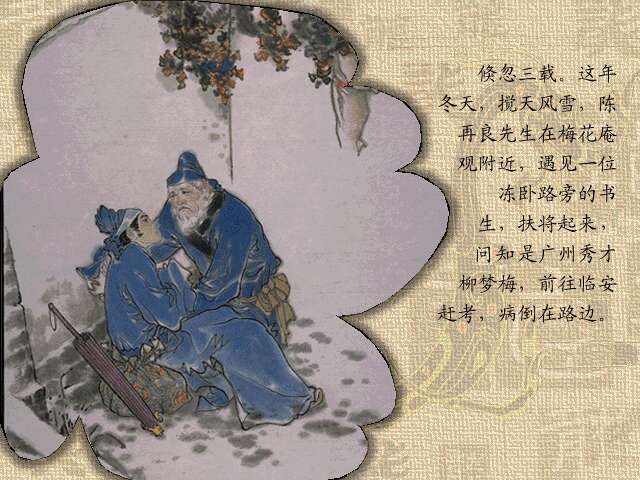 倏忽三载。这年
冬天，搅天风雪，陈
再良先生在梅花庵
观附近，遇见一位
冻卧路旁的书
生，扶将起来，
问知是广州秀才
柳梦梅，前往临安
赶考，病倒在路边。